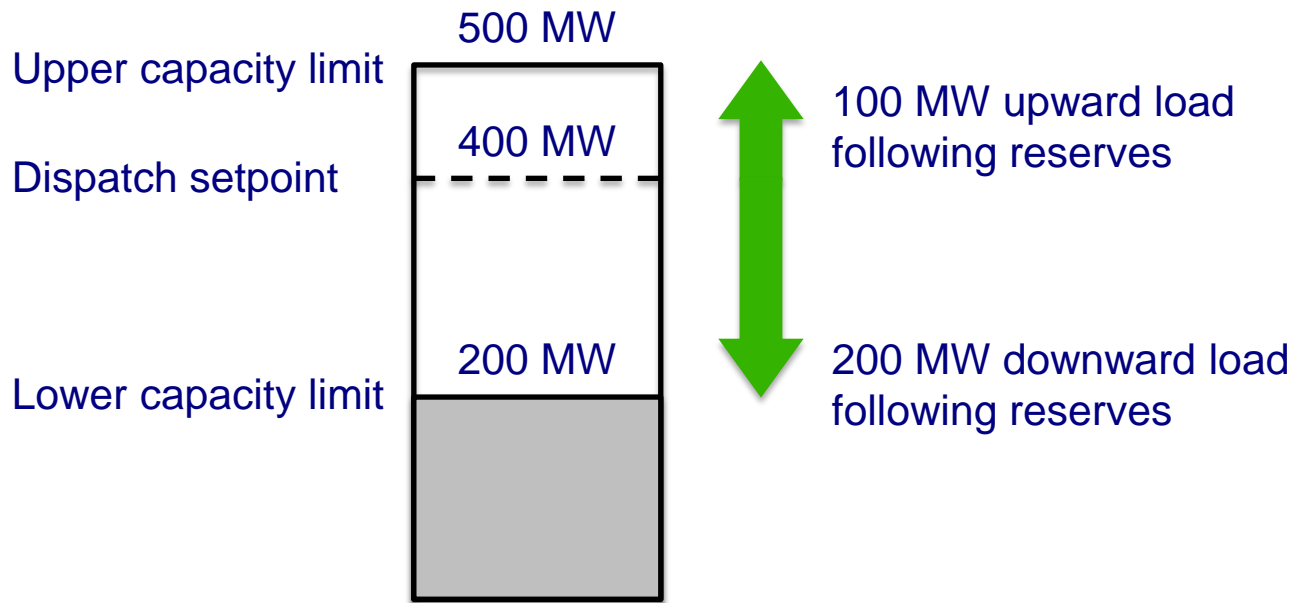 500 MW
Upper capacity limit
100 MW upward load
following reserves
400 MW
Dispatch setpoint
200 MW
200 MW downward load
following reserves
Lower capacity limit